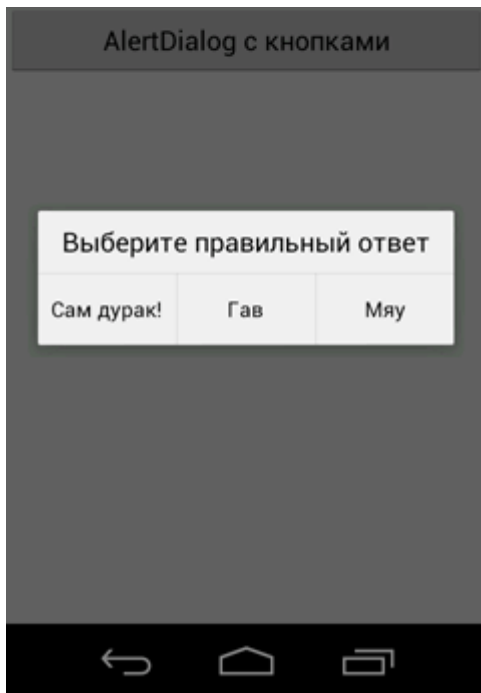 AlertDialog с кнопками
Выберите правильный ответ
Сам дурак! Гав Мяу